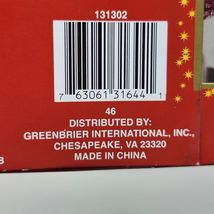 131302
7 63061 31644 1
46
DISTRIBUTED BY:
GREENBRIER INTERNATIONAL, INC.,
CHESAPEAKE, VA 23320
MADE IN CHINA